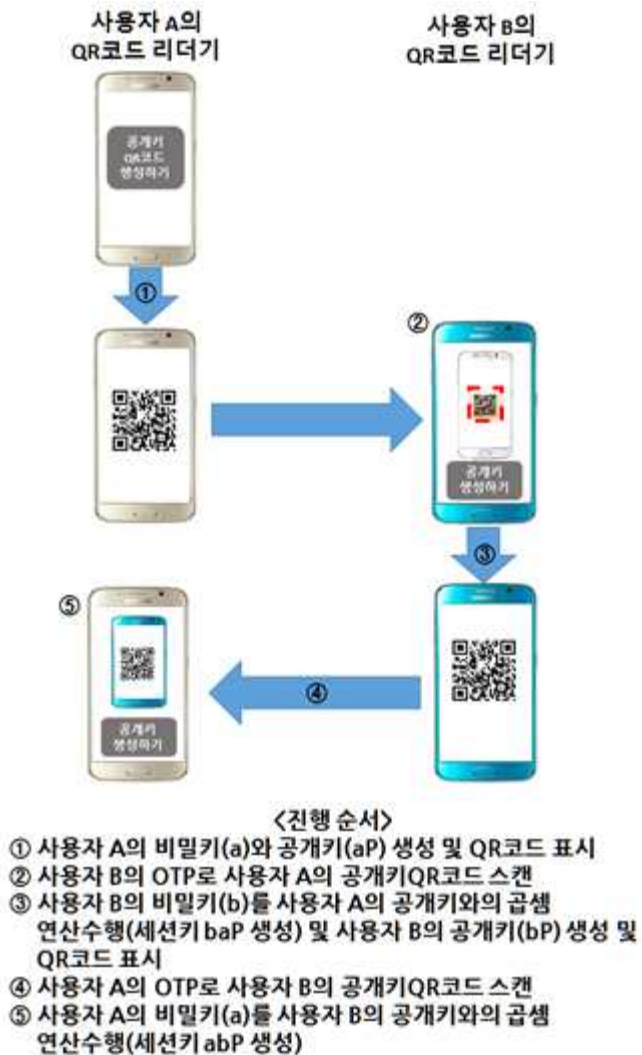 사용자 A의
QR코드 리더기
사용자 B의
QR코드 리더기
공개키
QR코드
생성하기
①
②
공개키
생성하기
③
⑤
공개키
생성하기
④
<진행 순서>
① 사용자 A의 비밀키(a)와 공개키(aP) 생성 및 QR코드 표시
② 사용자 B의 OTP로 사용자 A의 공개키QR코드 스캔
③ 사용자 B의 비밀키(b)를 사용자 A의 공개키와의 곱셈
연산수행(세션키 baP 생성) 및 사용자 B의 공개키(bP) 생성 및
QR코드 표시
④ 사용자 A의 OTP로 사용자 B의 공개키QR코드 스캔
⑤ 사용자 A의 비밀키(a)를 사용자 B의 공개키와의 곱셈
연산수행(세션키 abP 생성)